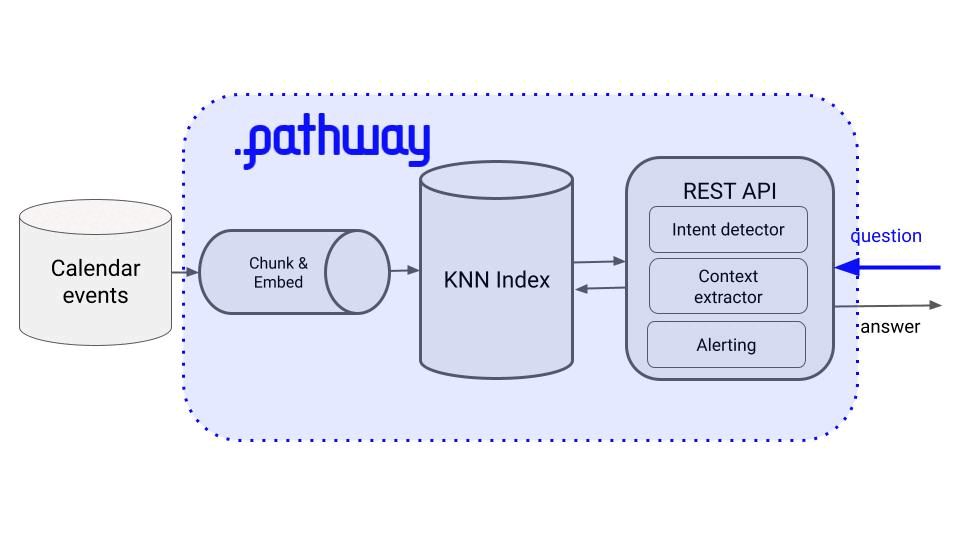 .pathway
Calendar
events
Chunk &
Embed
KNN Index
REST API
Intent detector
Context
extractor
Alerting
question
answer